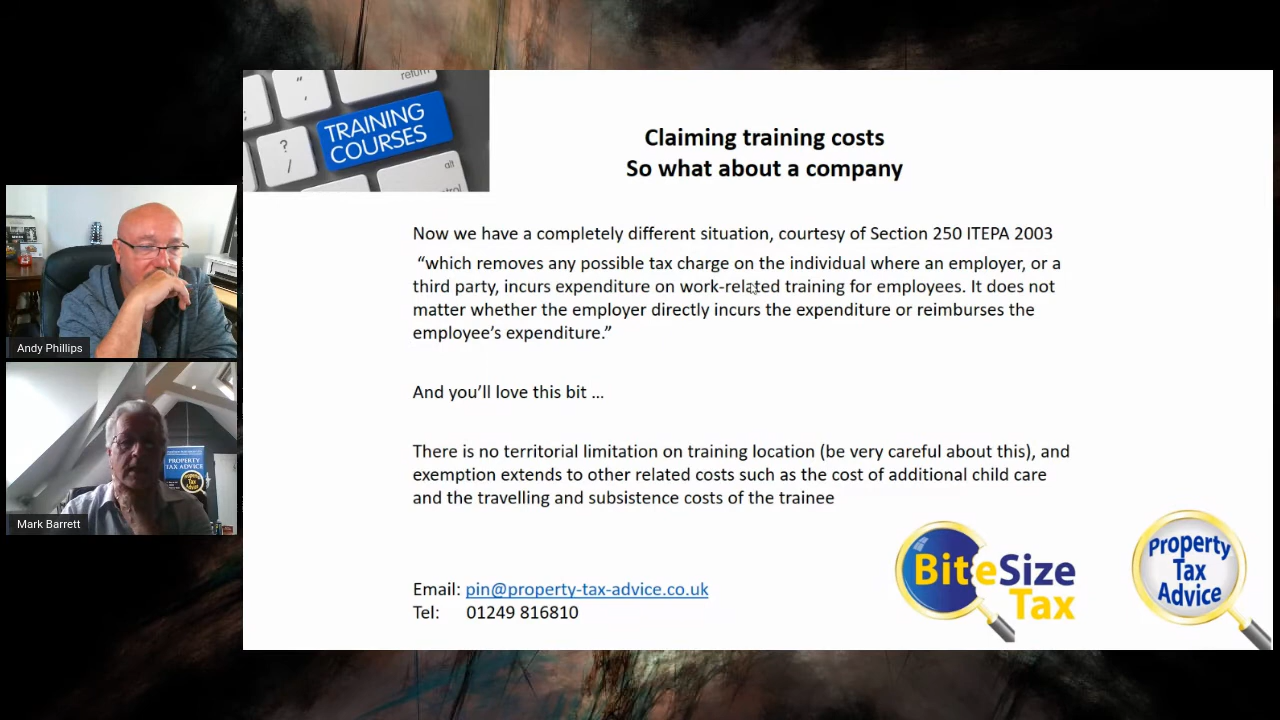 return
TRAINING
COURSES
?
/
alt
Claiming training costs
So what about a company
Now we have a completely different situation, courtesy of Section 250 ITEPA 2003
“which removes any possible tax charge on the individual where an employer, or a
third party, incurs expenditure on work-related training for employees. It does not
matter whether the employer directly incurs the expenditure or reimburses the
employee’s expenditure.”
And you’ll love this bit ...
There is no territorial limitation on training location (be very careful about this), and
exemption extends to other related costs such as the cost of additional child care
and the travelling and subsistence costs of the trainee
Email: pin@property-tax-advice.co.uk
Tel: 01249 816810
BiteSize
Tax
Property
Tax
Advice
Andy Phillips
PROPERTY
TAX ADVICE
Mark Barrett